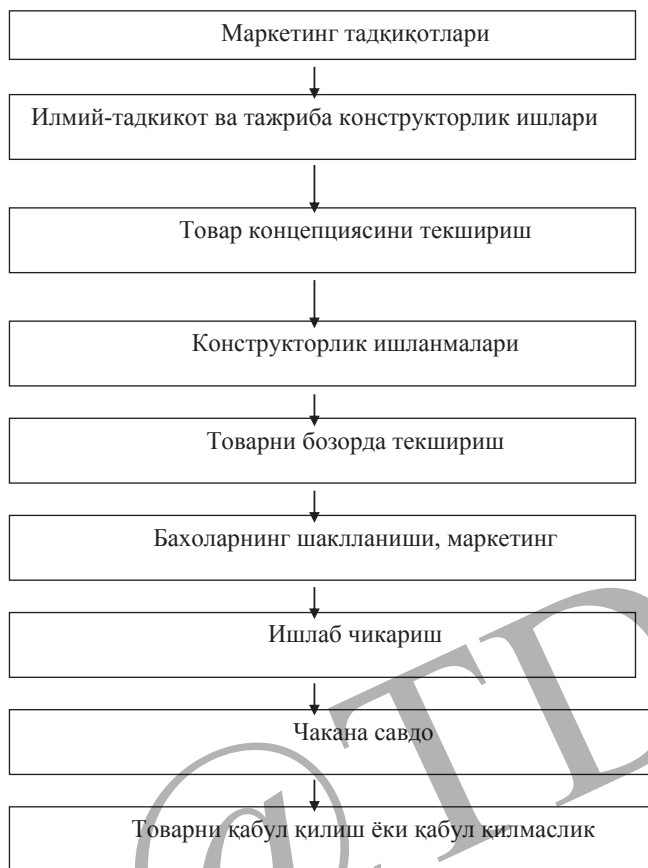 Маркетинг тадқиқотлари
Илмий-тадкикот ва тажриба конструкторлик ишлари
Товар концепциясини текшириш
Конструкторлик ишланмалари
Товарни бозорда текшириш
Бахоларнинг шаклланиши, маркетинг
Ишлаб чикариш
Чакана савдо
Товарни қабул қилиш ёки қабул қилмаслик
@TD